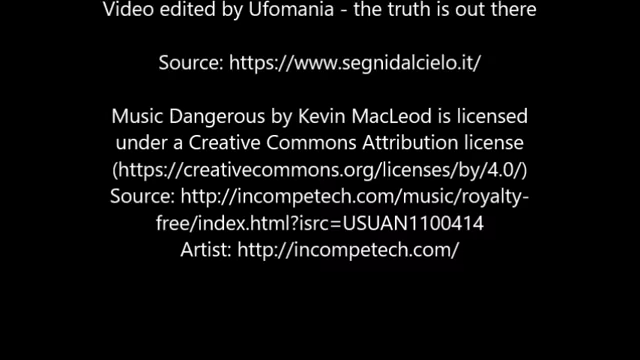 Video edited by Ufomania - the truth is out there
Source: https://www.segnidalcielo.it/
Music Dangerous by Kevin MacLeod is licensed
under a Creative Commons Attribution license
(https://creativecommons.org/licenses/by/4.0/)
Source: http://incompetech.com/music/royalty-
free/index.html?isrc=USUAN1100414
Artist: http://incompetech.com/